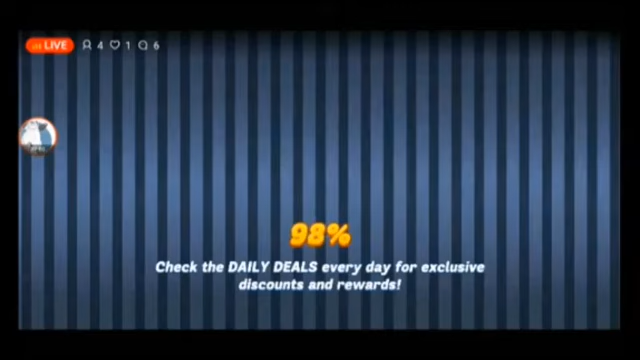 LIVE 4 1 6
98%
Check the DAILY DEALS every day for exclusive
discounts and rewards!